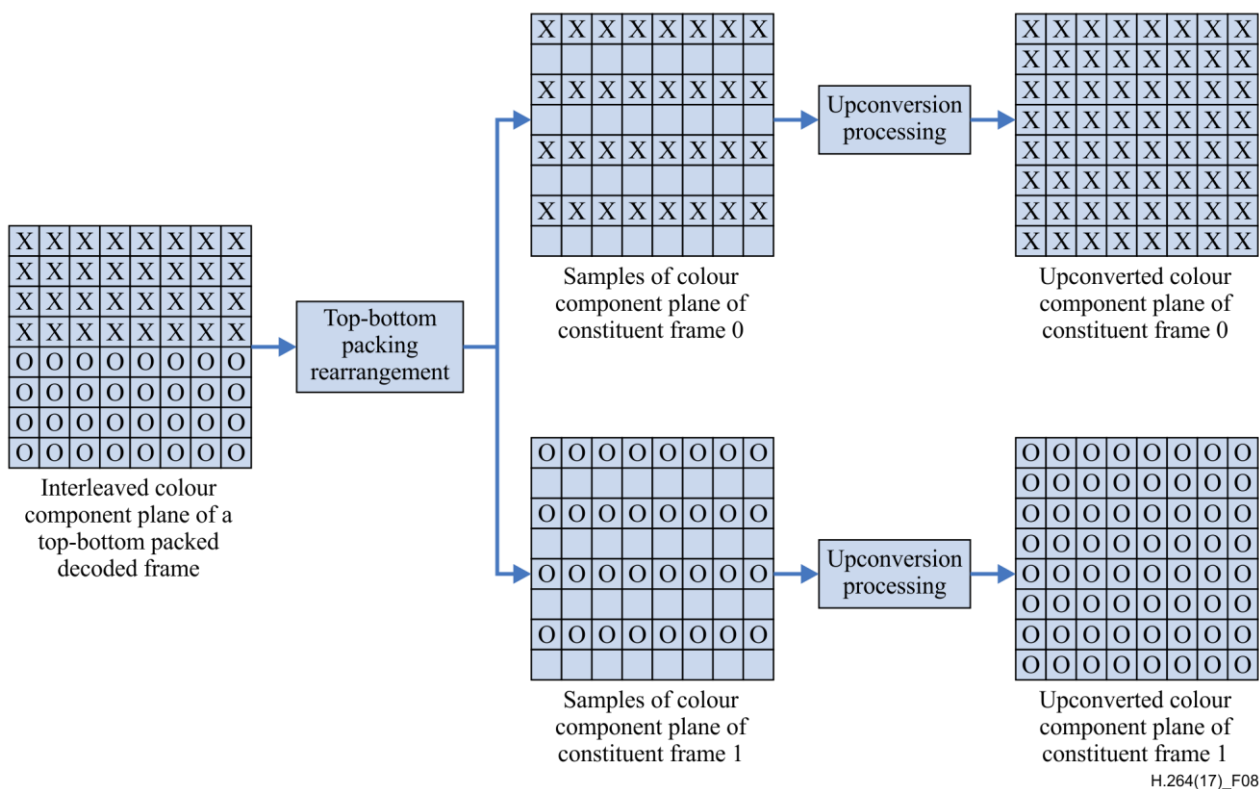 X X X X X X X X
X X X X X X X X
X X X X X X X X
X X X X X X X X
Upconversion
processing
X X X X X X X X
X X X X X X X X
X X X X X X X X
X X X X X X X X
X X X X X X X X
X X X X X X X X
X X X X X X X X
X X X X X X X X
Samples of colour
component plane of
constituent frame 0
Upconverted colour
component plane of
constituent frame 0
X X X X X X X X
X X X X X X X X
X X X X X X X X
X X X X X X X X
O O O O O O O O
O O O O O O O O
O O O O O O O O
O O O O O O O O
Interleaved colour
component plane of a
top-bottom packed
decoded frame
Top-bottom
packing
rearrangement
O O O O O O O O
O O O O O O O O
O O O O O O O O
O O O O O O O O
Upconversion
processing
O O O O O O O O
O O O O O O O O
O O O O O O O O
O O O O O O O O
O O O O O O O O
O O O O O O O O
O O O O O O O O
O O O O O O O O
Samples of colour
component plane of
constituent frame 1
Upconverted colour
component plane of
constituent frame 1
H.264(17)_F08